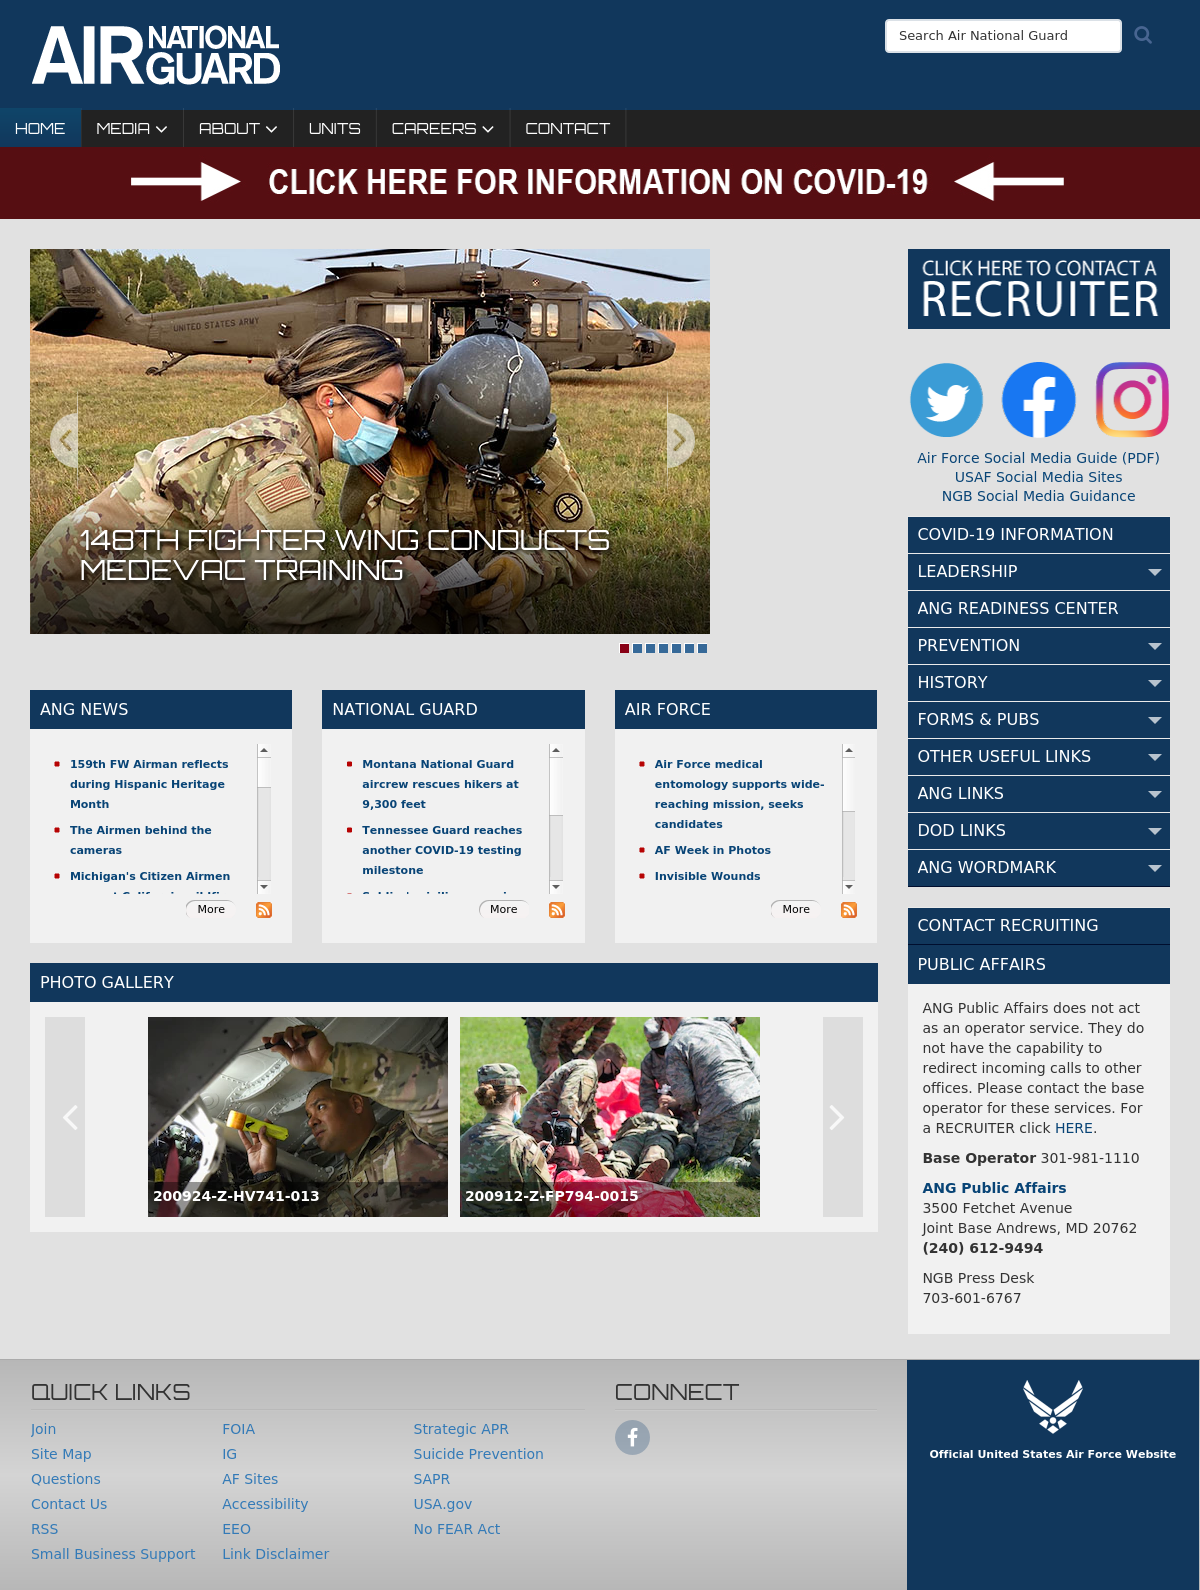 AIR NATIONAL GUARD
Search Air National Guard
HOME
MEDIA
ABOUT
UNITS
CAREERS
CONTACT
CLICK HERE FOR INFORMATION ON COVID-19
UNITED STATES ARMY
148TH FIGHTER WING CONDUCTS
MEDEVAC TRAINING
CLICK HERE TO CONTACT A
RECRUITER
Air Force Social Media Guide (PDF)
USAF Social Media Sites
NGB Social Media Guidance
COVID-19 INFORMATION
LEADERSHIP
ANG READINESS CENTER
PREVENTION
HISTORY
FORMS & PUBS
OTHER USEFUL LINKS
ANG LINKS
DOD LINKS
ANG WORDMARK
ANG NEWS
159th FW Airman reflects
during Hispanic Heritage
Month
The Airmen behind the
cameras
Michigan's Citizen Airmen
More
NATIONAL GUARD
Montana National Guard
aircrew rescues hikers at
9,300 feet
Tennessee Guard reaches
another COVID-19 testing
milestone
More
AIR FORCE
Air Force medical
entomology supports wide-
reaching mission, seeks
candidates
AF Week in Photos
Invisible Wounds
More
PHOTO GALLERY
200924-Z-HV741-013
200912-Z-FP794-0015
CONTACT RECRUITING
PUBLIC AFFAIRS
ANG Public Affairs does not act
as an operator service. They do
not have the capability to
redirect incoming calls to other
offices. Please contact the base
operator for these services. For
a RECRUITER click HERE.
Base Operator 301-981-1110
ANG Public Affairs
3500 Fetchet Avenue
Joint Base Andrews, MD 20762
(240) 612-9494
NGB Press Desk
703-601-6767
QUICK LINKS
Join
Site Map
Questions
Contact Us
RSS
Small Business Support
FOIA
IG
AF Sites
Accessibility
EEO
Link Disclaimer
Strategic APR
Suicide Prevention
SAPR
USA.gov
No FEAR Act
CONNECT
Official United States Air Force Website